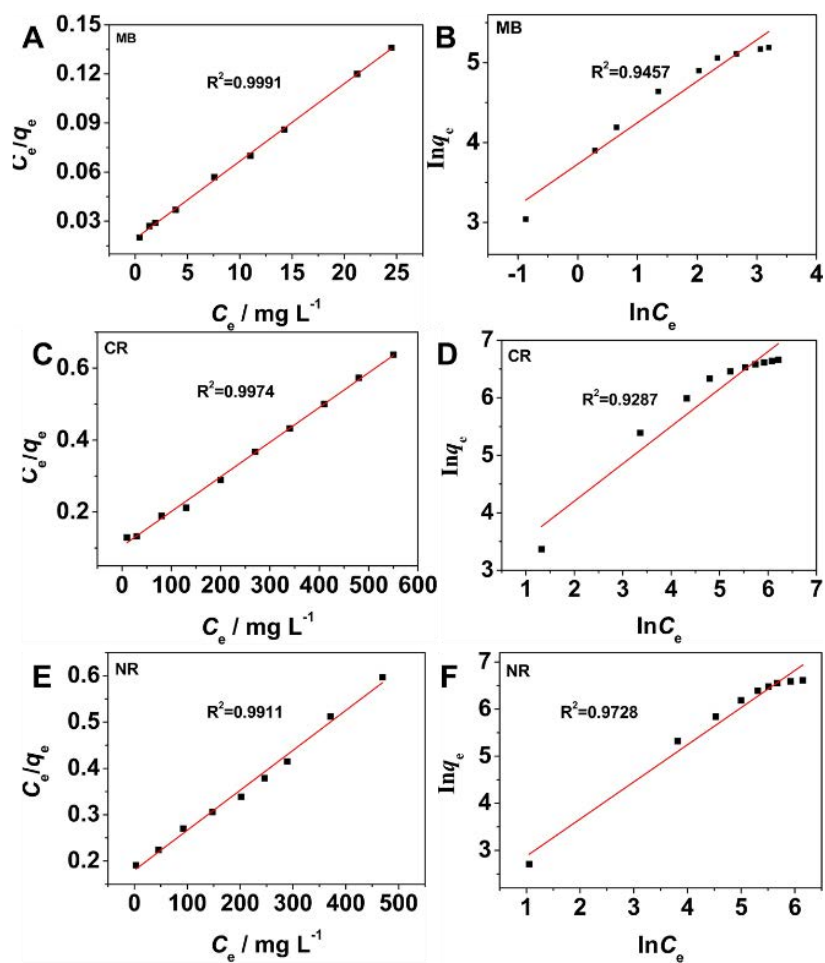 A
MB
R²=0.9991
0.15
0.12
0.09
0.06
0.03
Cₑ/qₑ
0 5 10 15 20 25
Cₑ / mg L⁻¹
B
MB
R²=0.9457
5
4
3
Inqₑ
-1 0 1 2 3 4
lnCₑ
C
CR
R²=0.9974
0.6
0.4
0.2
Cₑ/qₑ
0 100 200 300 400 500 600
Cₑ / mg L⁻¹
D
CR
R²=0.9287
7
6
5
4
3
Inqₑ
1 2 3 4 5 6 7
lnCₑ
E
NR
R²=0.9911
0.6
0.5
0.4
0.3
0.2
Cₑ/qₑ
0 100 200 300 400 500
Cₑ / mg L⁻¹
F
NR
R²=0.9728
7
6
5
4
3
2
Inqₑ
1 2 3 4 5 6
lnCₑ